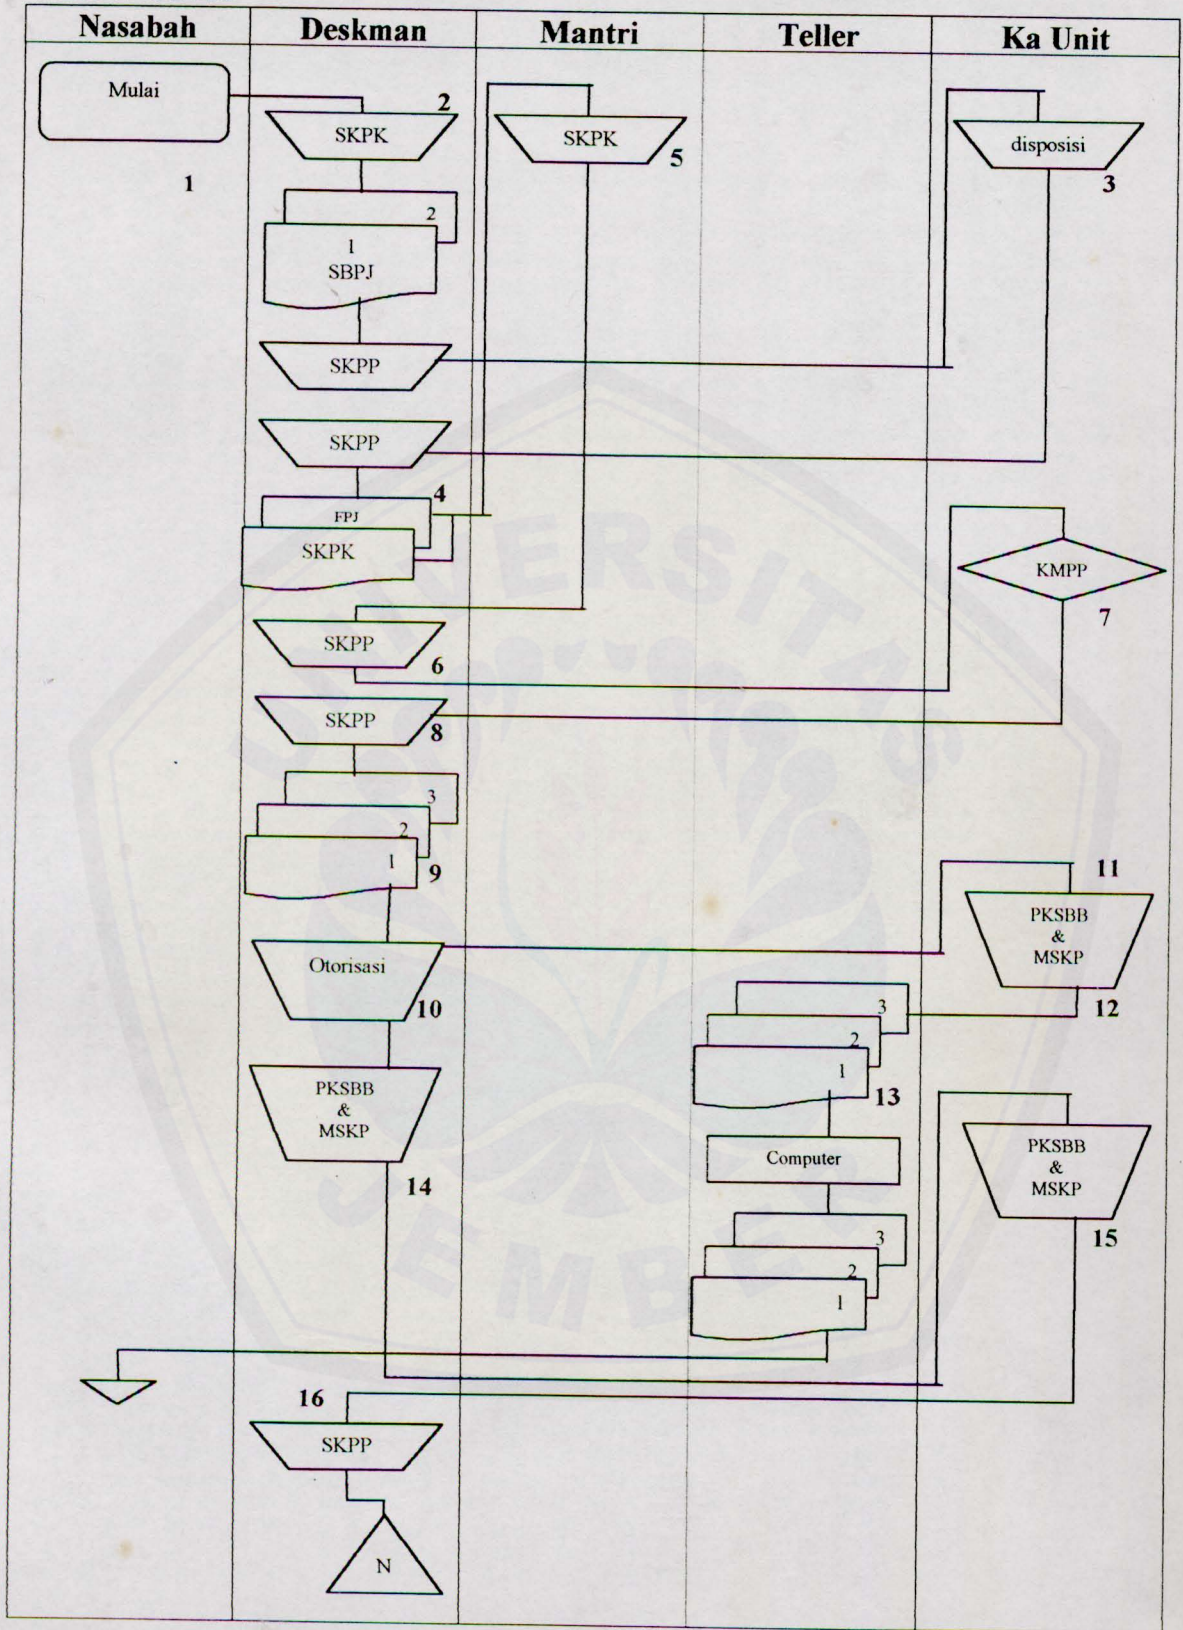 Nasabah Deskman Mantri Teller Ka Unit
Mulai
1
2
SKPK
2
1
SBPJ
SKPP
SKPP
4
FPJ
SKPK
SKPP
6
SKPP
8
3
2
1
9
Otorisasi
10
PKSBB
&
MSKP
14
16
SKPP
N
SKPK
5
3
2
1
13
Computer
3
2
1
disposisi
3
KMPP
7
11
PKSBB
&
MSKP
12
PKSBB
&
MSKP
15
UNIVERSITAS
JEMBER